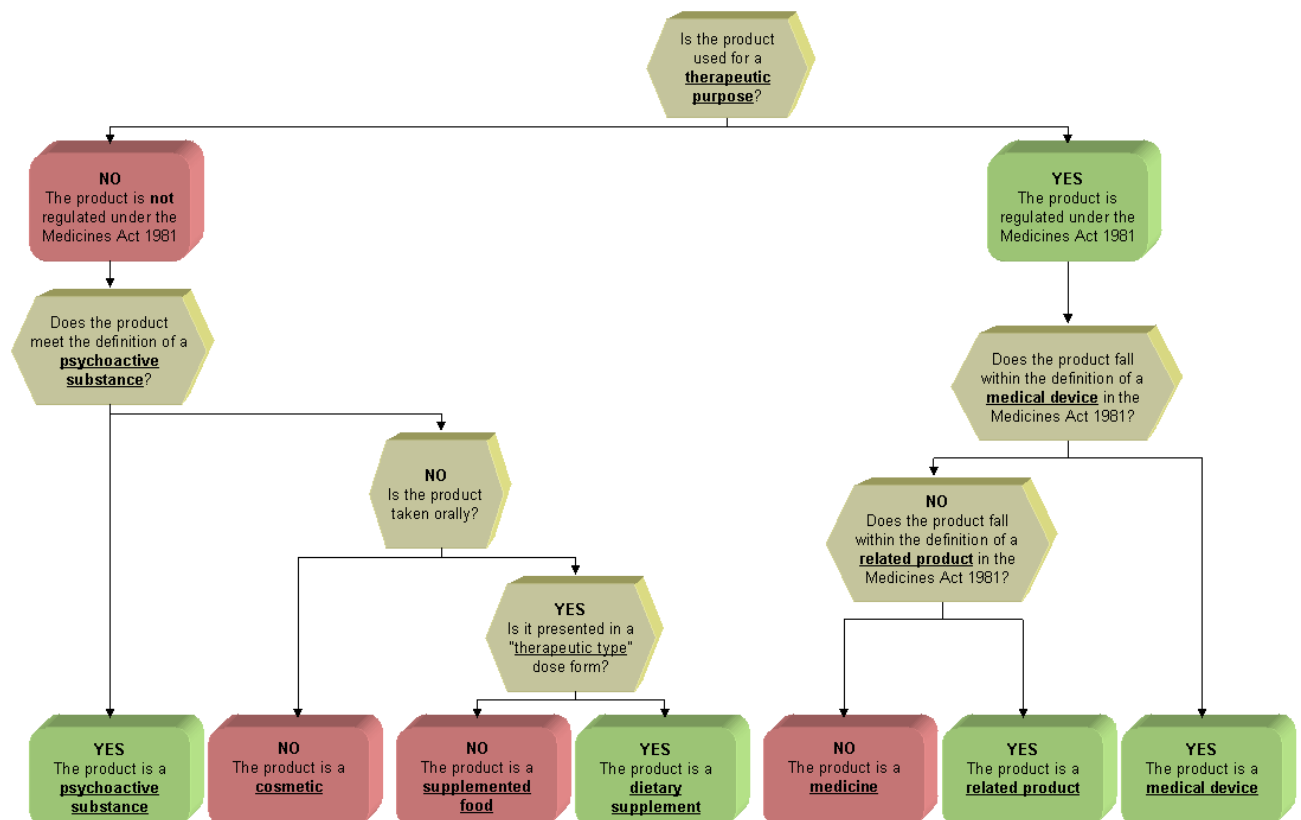 Is the product
used for a
therapeutic
purpose?
NO
The product is not
regulated under the
Medicines Act 1981
YES
The product is
regulated under the
Medicines Act 1981
Does the product
meet the definition of a
psychoactive
substance?
Does the product fall
within the definition of a
medical device in the
Medicines Act 1981?
NO
Is the product
taken orally?
NO
Does the product fall
within the definition of a
related product in the
Medicines Act 1981?
YES
Is it presented in a
"therapeutic type"
dose form?
YES
The product is a
psychoactive
substance
NO
The product is a
cosmetic
NO
The product is a
supplemented
food
YES
The product is a
dietary
supplement
NO
The product is a
medicine
YES
The product is a
related product
YES
The product is a
medical device